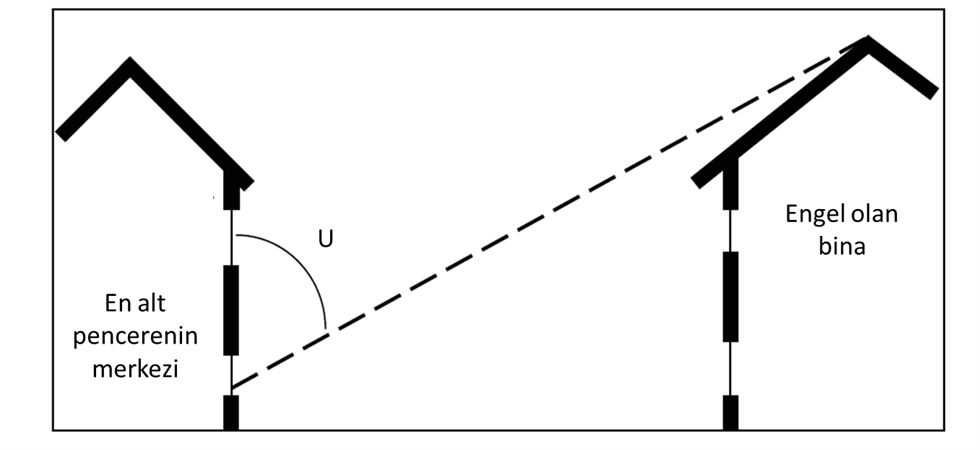 U
Engel olan
bina
En alt
pencerenin
merkezi